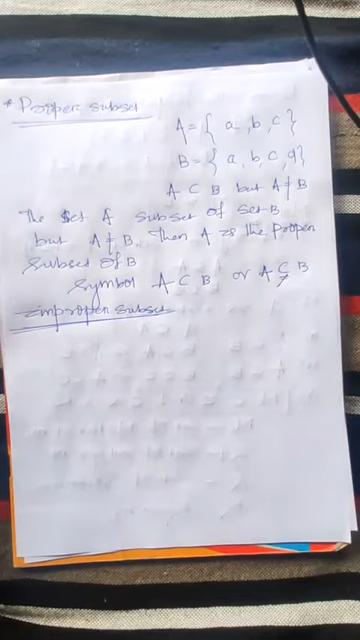 * Proper subset
A = { a, b, c }
B = { a, b, c, d }
A ⊂ B but A ≠ B
The Set A subset of set B
but A ≠ B, Then A is the Proper
subset of B
Symbol A ⊂ B or A ⊊ B
improper subset